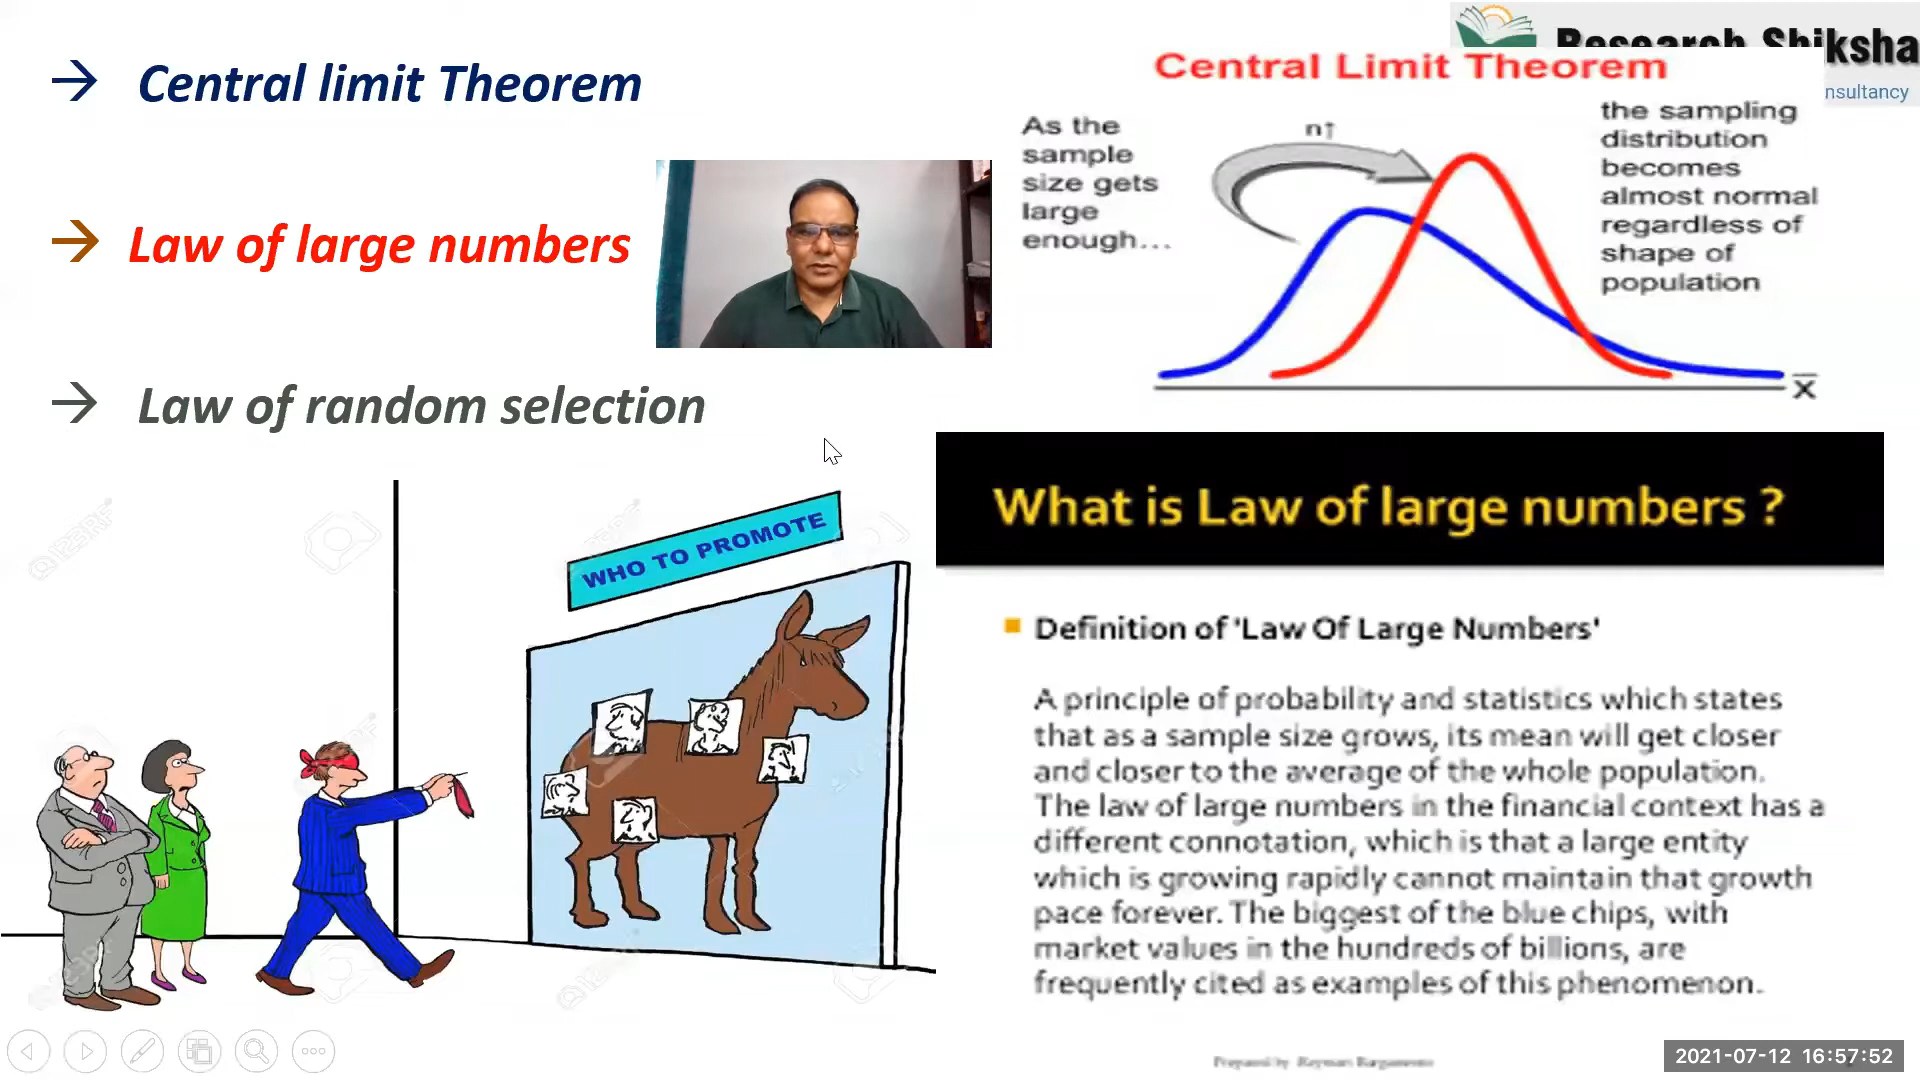 Central limit Theorem
Law of large numbers
Law of random selection
Research Shiksha
nsultancy
Central Limit Theorem
As the
sample
size gets
large
enough...
n↑
the sampling
distribution
becomes
almost normal
regardless of
shape of
population
x̅
WHO TO PROMOTE
What is Law of large numbers ?
Definition of 'Law Of Large Numbers'
A principle of probability and statistics which states
that as a sample size grows, its mean will get closer
and closer to the average of the whole population.
The law of large numbers in the financial context has a
different connotation, which is that a large entity
which is growing rapidly cannot maintain that growth
pace forever. The biggest of the blue chips, with
market values in the hundreds of billions, are
frequently cited as examples of this phenomenon.
Prepared by
2021-07-12 16:57:52
©123RF